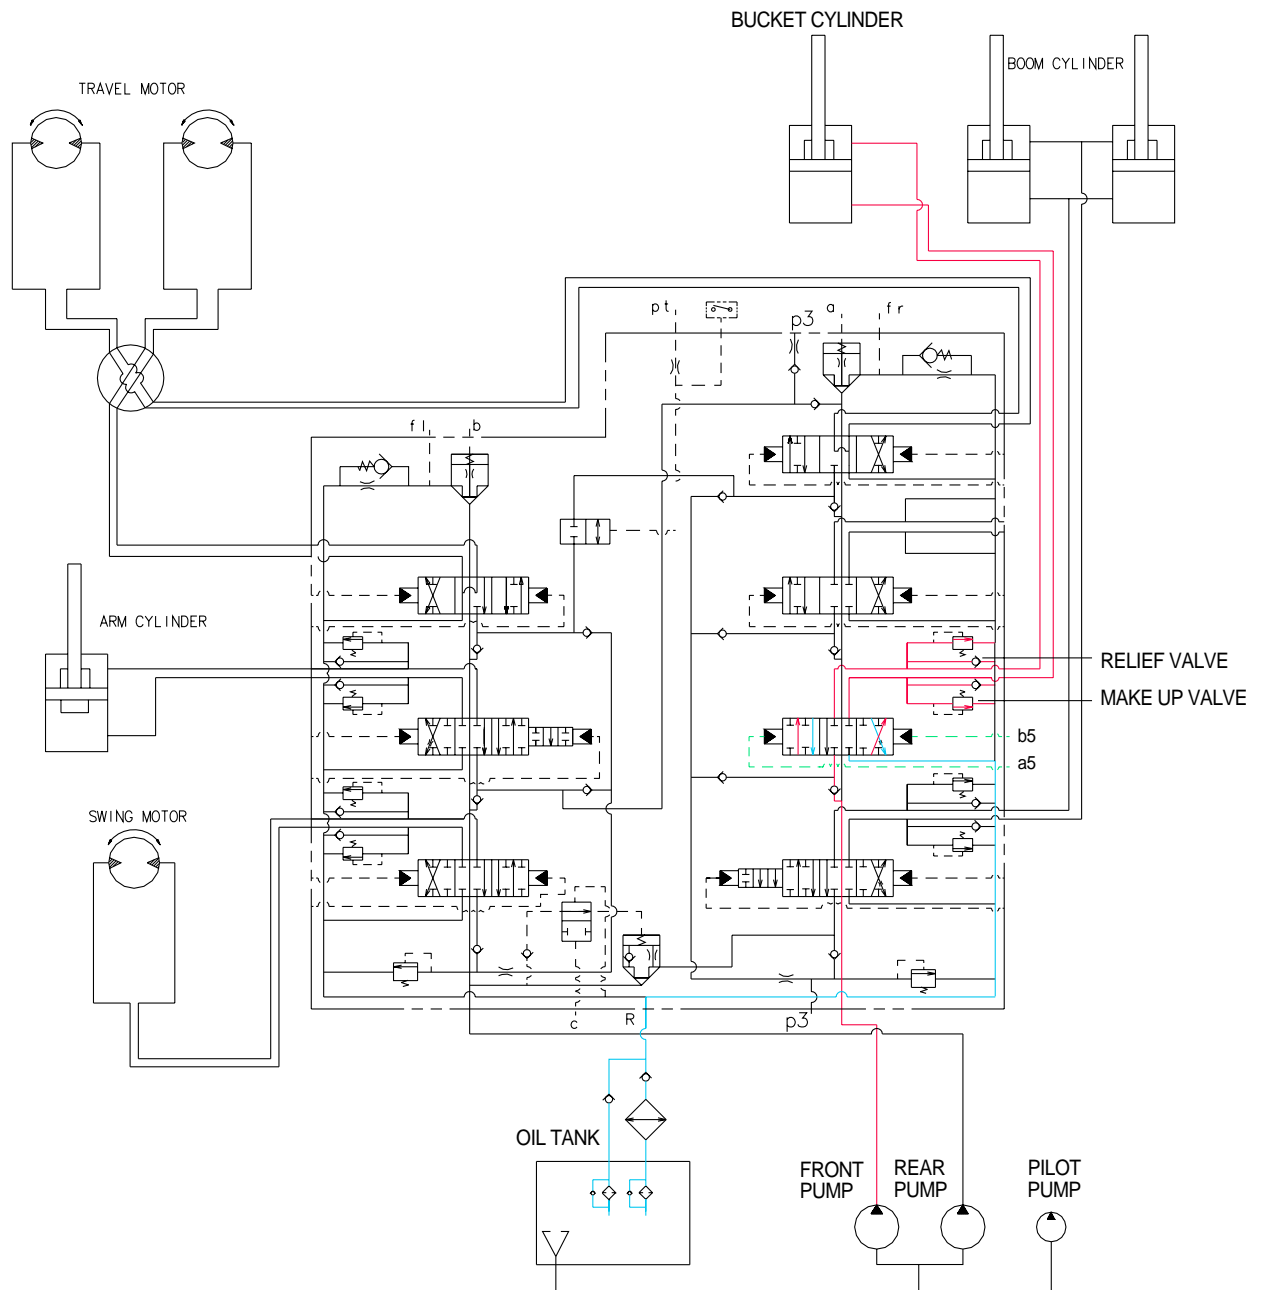 BUCKET CYLINDER
BOOM CYLINDER
TRAVEL MOTOR
pt
p3
a
fr
fl
b
ARM CYLINDER
RELIEF VALVE
MAKE UP VALVE
b5
a5
SWING MOTOR
c
R
p3
OIL TANK
FRONT
PUMP
REAR
PUMP
PILOT
PUMP